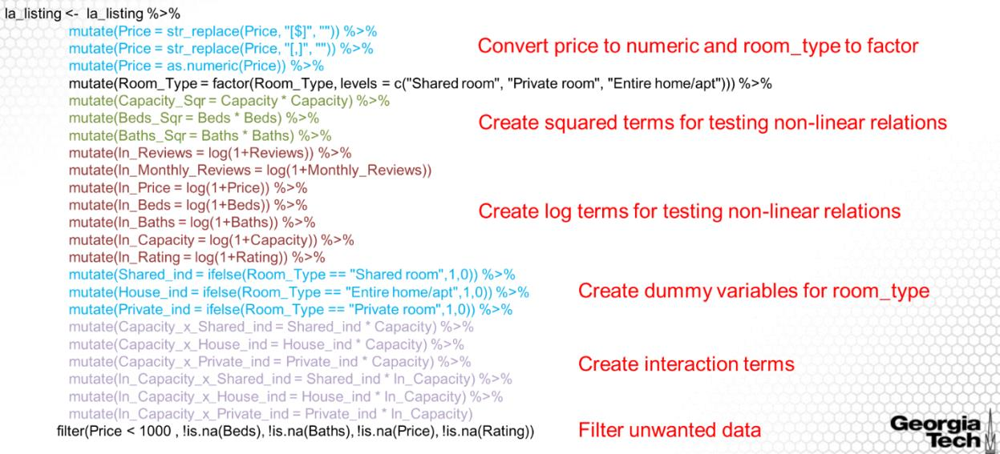 la_listing <- la_listing %>%
mutate(Price = str_replace(Price, "[$]", "")) %>%
mutate(Price = str_replace(Price, "[,]", "")) %>%
mutate(Price = as.numeric(Price)) %>%
Convert price to numeric and room_type to factor
mutate(Room_Type = factor(Room_Type, levels = c("Shared room", "Private room", "Entire home/apt"))) %>%
mutate(Capacity_Sqr = Capacity * Capacity) %>%
mutate(Beds_Sqr = Beds * Beds) %>%
mutate(Baths_Sqr = Baths * Baths) %>%
Create squared terms for testing non-linear relations
mutate(ln_Reviews = log(1+Reviews)) %>%
mutate(ln_Monthly_Reviews = log(1+Monthly_Reviews))
mutate(ln_Price = log(1+Price)) %>%
mutate(ln_Beds = log(1+Beds)) %>%
mutate(ln_Baths = log(1+Baths)) %>%
mutate(ln_Capacity = log(1+Capacity)) %>%
mutate(ln_Rating = log(1+Rating)) %>%
Create log terms for testing non-linear relations
mutate(Shared_ind = ifelse(Room_Type == "Shared room",1,0)) %>%
mutate(House_ind = ifelse(Room_Type == "Entire home/apt",1,0)) %>%
mutate(Private_ind = ifelse(Room_Type == "Private room",1,0)) %>%
Create dummy variables for room_type
mutate(Capacity_x_Shared_ind = Shared_ind * Capacity) %>%
mutate(Capacity_x_House_ind = House_ind * Capacity) %>%
mutate(Capacity_x_Private_ind = Private_ind * Capacity) %>%
mutate(ln_Capacity_x_Shared_ind = Shared_ind * ln_Capacity) %>%
mutate(ln_Capacity_x_House_ind = House_ind * ln_Capacity) %>%
mutate(ln_Capacity_x_Private_ind = Private_ind * ln_Capacity)
Create interaction terms
filter(Price < 1000 , !is.na(Beds), !is.na(Baths), !is.na(Price), !is.na(Rating))
Filter unwanted data
Georgia
Tech